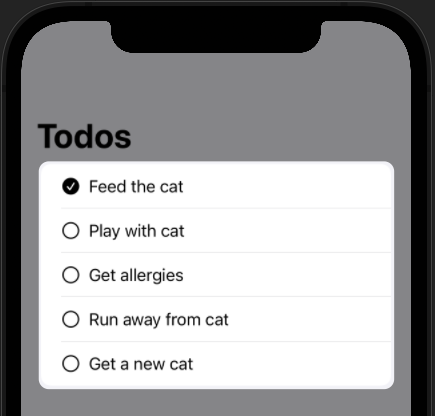 Todos
Feed the cat
Play with cat
Get allergies
Run away from cat
Get a new cat